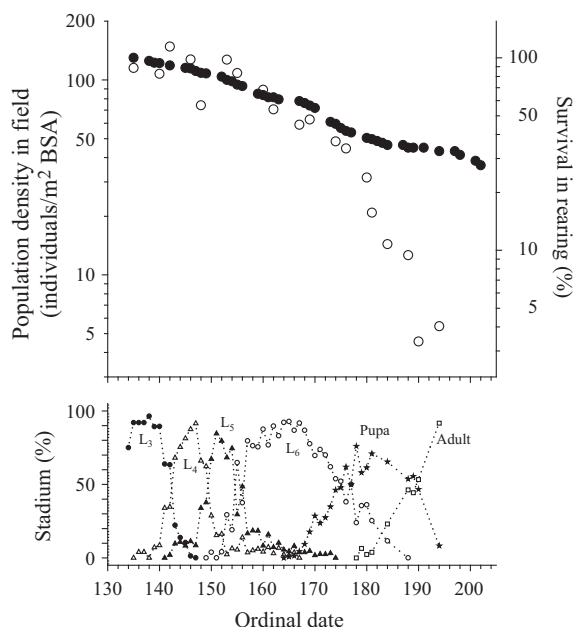 200
100
50
10
5
Population density in field
(individuals/m² BSA)
100
50
10
5
Survival in rearing
(%)
100
50
0
Stadium (%)
L₃
L₄
L₅
L₆
Pupa
Adult
130 140 150 160 170 180 190 200
Ordinal date